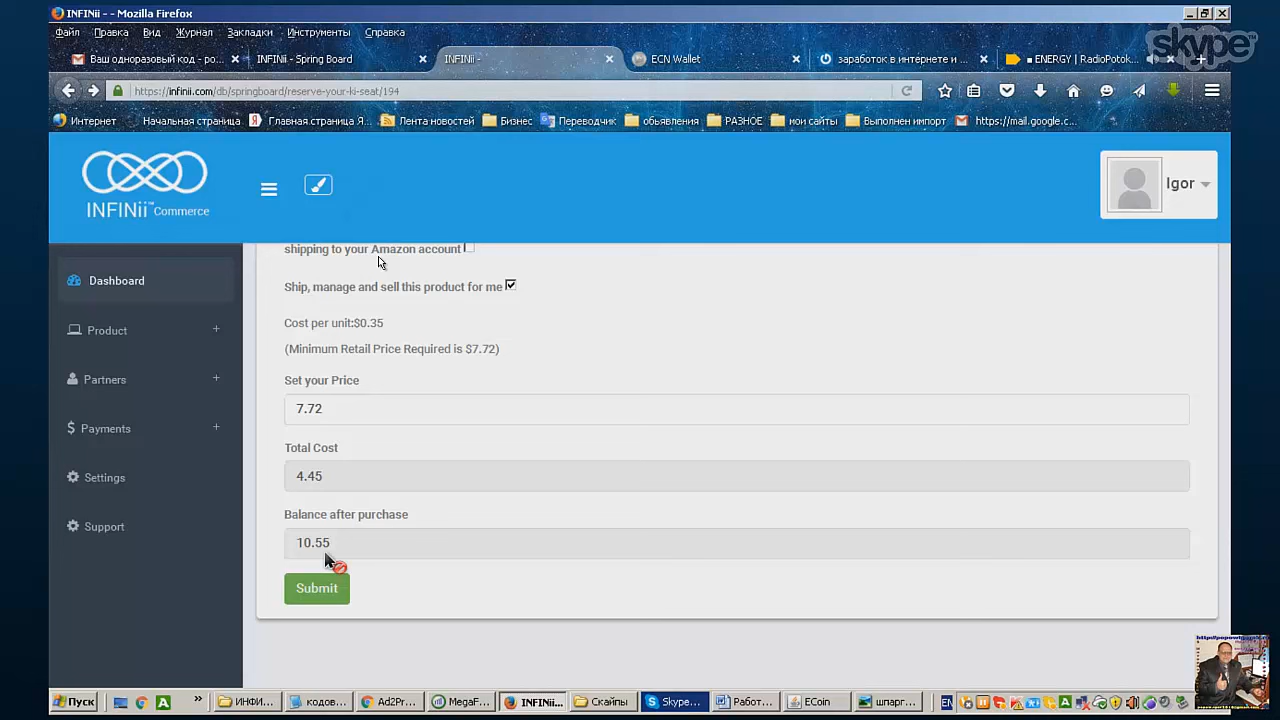 INFINii - - Mozilla Firefox
Файл Правка Вид Журнал Закладки Инструменты Справка
skype™
Ваш одноразовый код - ро... × INFINii - Spring Board × INFINii - × ECN Wallet × заработок в интернете и ... × ■ ENERGY | RadioPotok... × +
https://infinii.com/db/springboard/reserve-your-ki-seat/194
Интернет Начальная страница Главная страница Я... Лента новостей Бизнес Переводчик обьявления РАЗНОЕ мои сайты Выполнен импорт https://mail.google.c...
INFINii™ Commerce
Igor
Dashboard
Product +
Partners +
Payments +
Settings
Support
shipping to your Amazon account
Ship, manage and sell this product for me
Cost per unit:$0.35
(Minimum Retail Price Required is $7.72)
Set your Price
7.72
Total Cost
4.45
Balance after purchase
10.55
Submit
Пуск » ИНФИ... кодов... Ad2Pr... MegaF... INFINii... Скайпы Skype... Работ... ECoin шпарг... EN